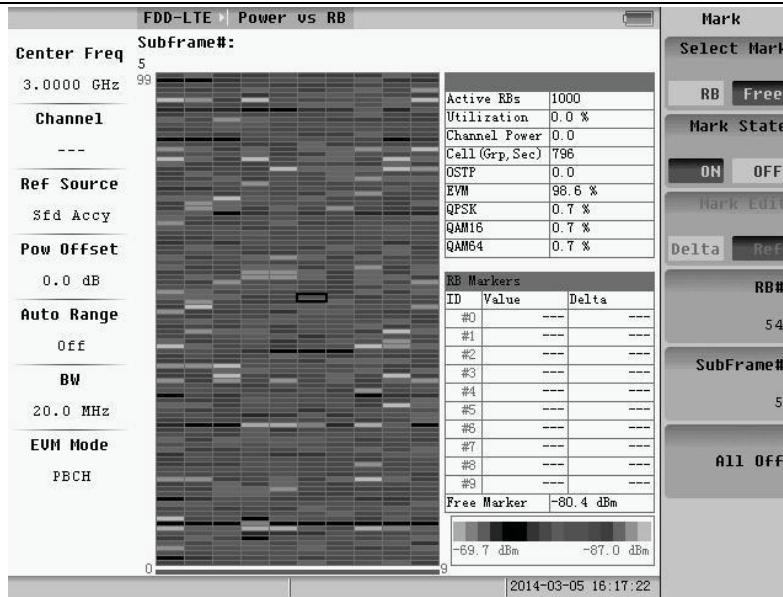 FDD-LTE Power vs RB
Mark
Center Freq
3.0000 GHz
Channel
---
Ref Source
Sfd Accy
Pow Offset
0.0 dB
Auto Range
Off
BW
20.0 MHz
EVM Mode
PBCH
Subframe#:
5
99
0
9
Active RBs 1000
Utilization 0.0 %
Channel Power 0.0
Cell(Grp,Sec) 796
OSTP 0.0
EVM 98.6 %
QPSK 0.7 %
QAM16 0.7 %
QAM64 0.7 %
RB Markers
ID Value Delta
#0 --- ---
#1 --- ---
#2 --- ---
#3 --- ---
#4 --- ---
#5 --- ---
#6 --- ---
#7 --- ---
#8 --- ---
#9 --- ---
Free Marker -80.4 dBm
-69.7 dBm -87.0 dBm
2014-03-05 16:17:22
Select Mark
RB Free
Mark State
ON OFF
Mark Edit
Delta Ref
RB#
54
SubFrame#
5
All Off